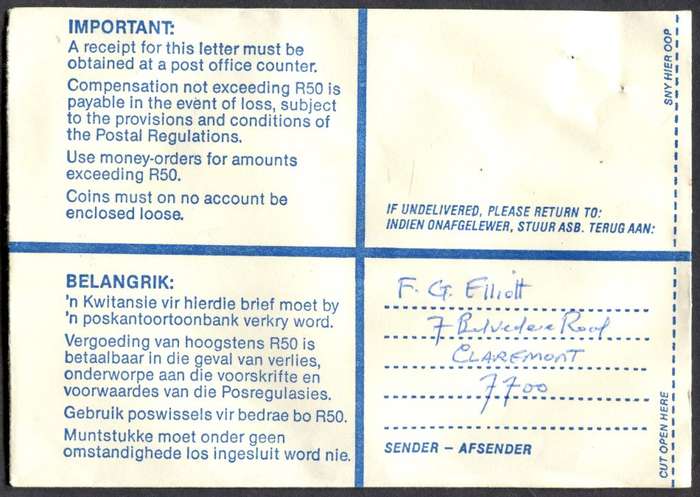 IMPORTANT:
A receipt for this letter must be
obtained at a post office counter.
Compensation not exceeding R50 is
payable in the event of loss, subject
to the provisions and conditions of
the Postal Regulations.
Use money-orders for amounts
exceeding R50.
Coins must on no account be
enclosed loose.
BELANGRIK:
'n Kwitansie vir hierdie brief moet by
'n poskantoortoonbank verkry word.
Vergoeding van hoogstens R50 is
betaalbaar in die geval van verlies,
onderworpe aan die voorskrifte en
voorwaardes van die Posregulasies.
Gebruik poswissels vir bedrae bo R50.
Muntstukke moet onder geen
omstandighede los ingesluit word nie.
IF UNDELIVERED, PLEASE RETURN TO:
INDIEN ONAFGELEWER, STUUR ASB. TERUG AAN:
F. G. Elliott
7 Belvedere Road
CLAREMONT
7700
SENDER – AFSENDER
SNY HIER OOP
CUT OPEN HERE